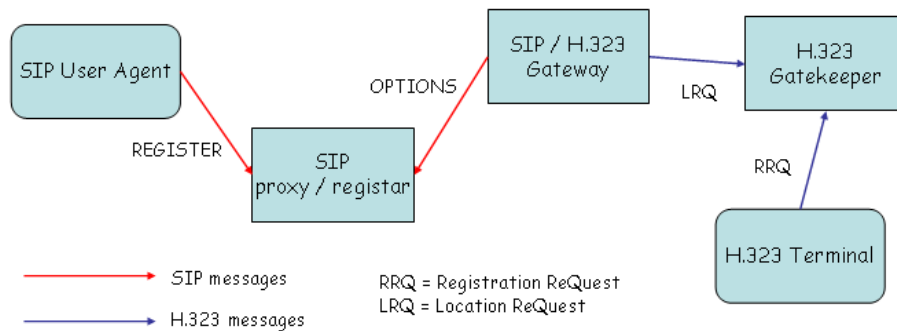 SIP User Agent
SIP / H.323
Gateway
H.323
Gatekeeper
OPTIONS
LRQ
REGISTER
SIP
proxy / registar
RRQ
H.323 Terminal
SIP messages
RRQ = Registration ReQuest
LRQ = Location ReQuest
H.323 messages